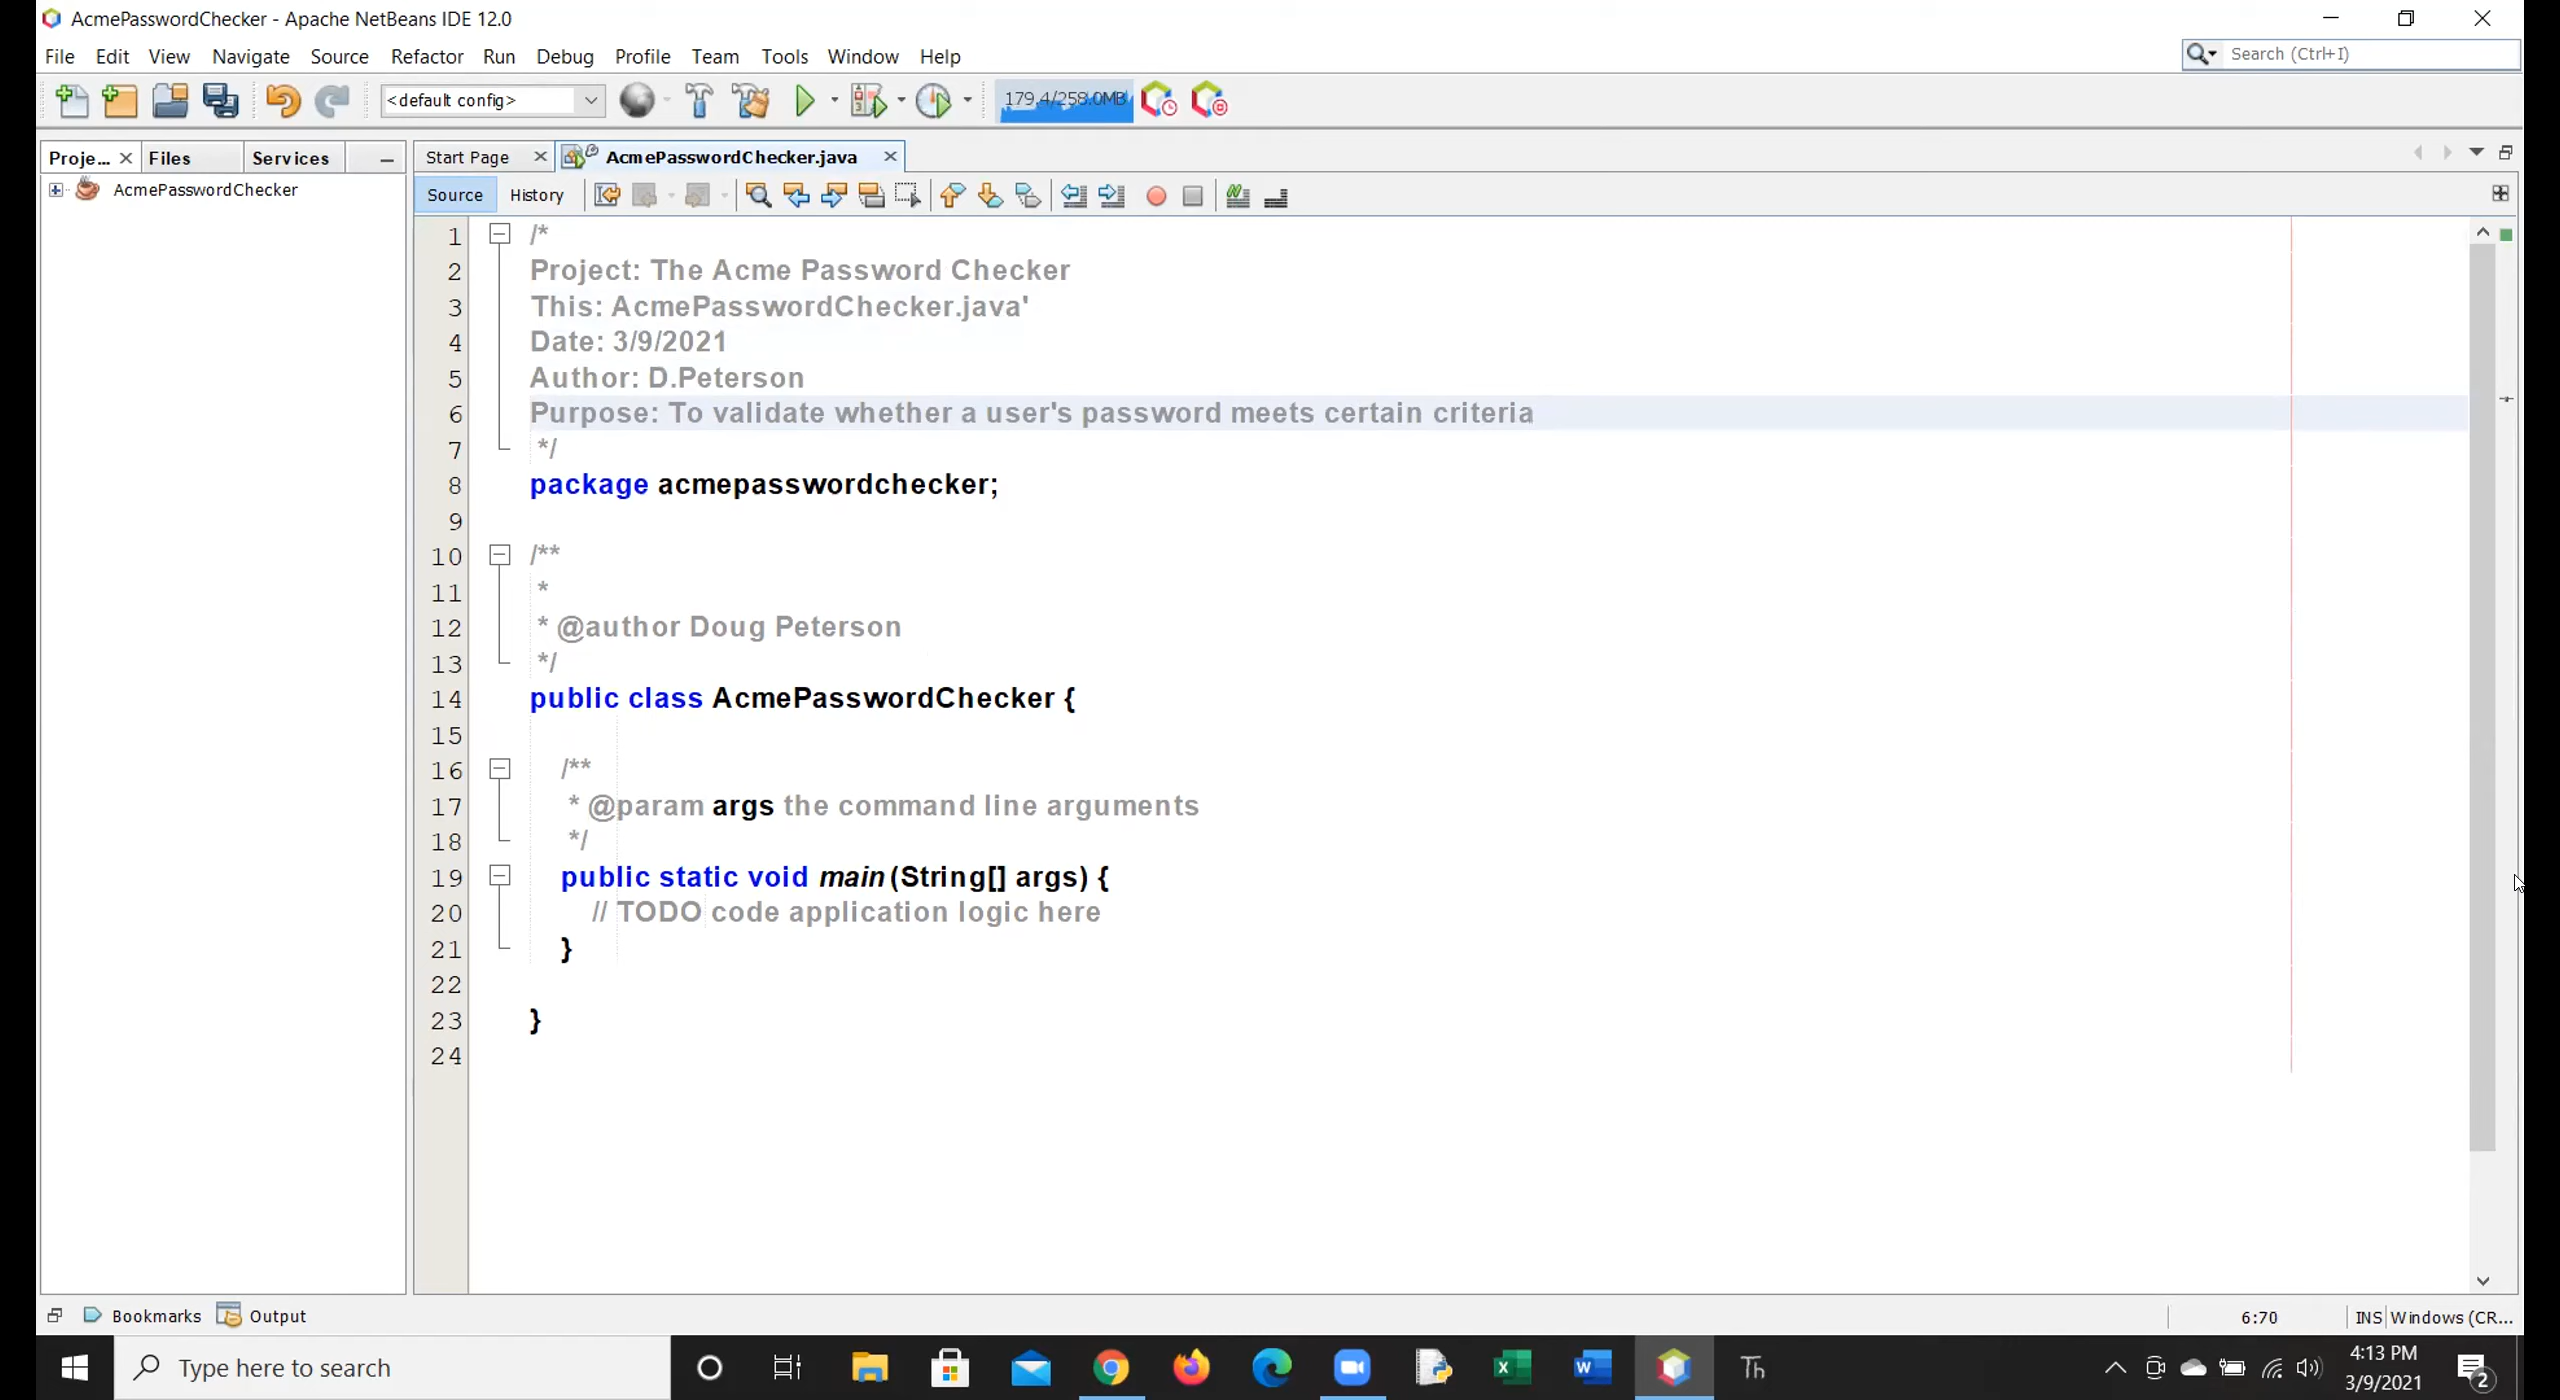 AcmePasswordChecker - Apache NetBeans IDE 12.0
File Edit View Navigate Source Refactor Run Debug Profile Team Tools Window Help
Search (Ctrl+I)
<default config>
179.4/258.0MB
Proje... Files Services
Start Page AcmePasswordChecker.java
AcmePasswordChecker
Source History
1 /*
2 Project: The Acme Password Checker
3 This: AcmePasswordChecker.java'
4 Date: 3/9/2021
5 Author: D.Peterson
6 Purpose: To validate whether a user's password meets certain criteria
7 */
8 package acmepasswordchecker;
9
10 /**
11 *
12 * @author Doug Peterson
13 */
14 public class AcmePasswordChecker {
15
16 /**
17 * @param args the command line arguments
18 */
19 public static void main(String[] args) {
20 // TODO code application logic here
21 }
22
23 }
24
Bookmarks Output
6:70 INS Windows (CR...
Type here to search
Th
4:13 PM
3/9/2021
2